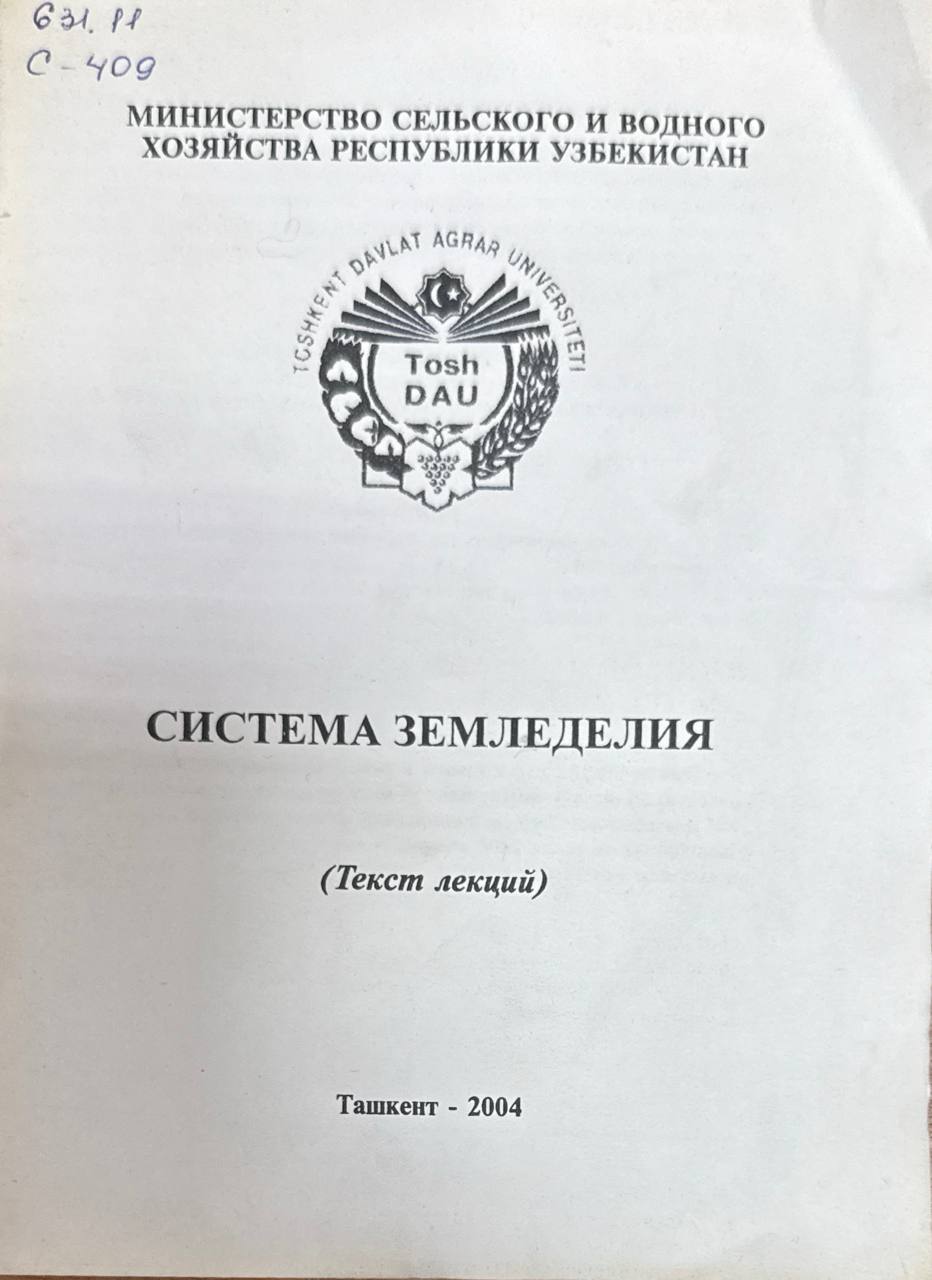 631.11
С-409
МИНИСТЕРСТВО СЕЛЬСКОГО И ВОДНОГО
ХОЗЯЙСТВА РЕСПУБЛИКИ УЗБЕКИСТАН
TOSHKENT DAVLAT AGRAR UNIVERSITETI
Tosh
DAU
СИСТЕМА ЗЕМЛЕДЕЛИЯ
(Текст лекций)
Ташкент - 2004